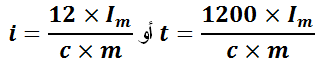 i = (12 × I_m)/(c × m) أو t = (1200 × I_m)/(c × m)